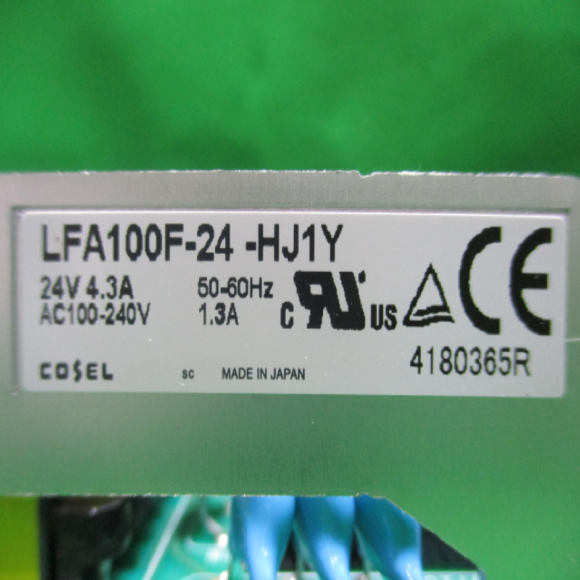 LFA100F-24 -HJ1Y
24V 4.3A 50-60Hz
AC100-240V 1.3A
C RU US CE
4180365R
COSEL SC MADE IN JAPAN